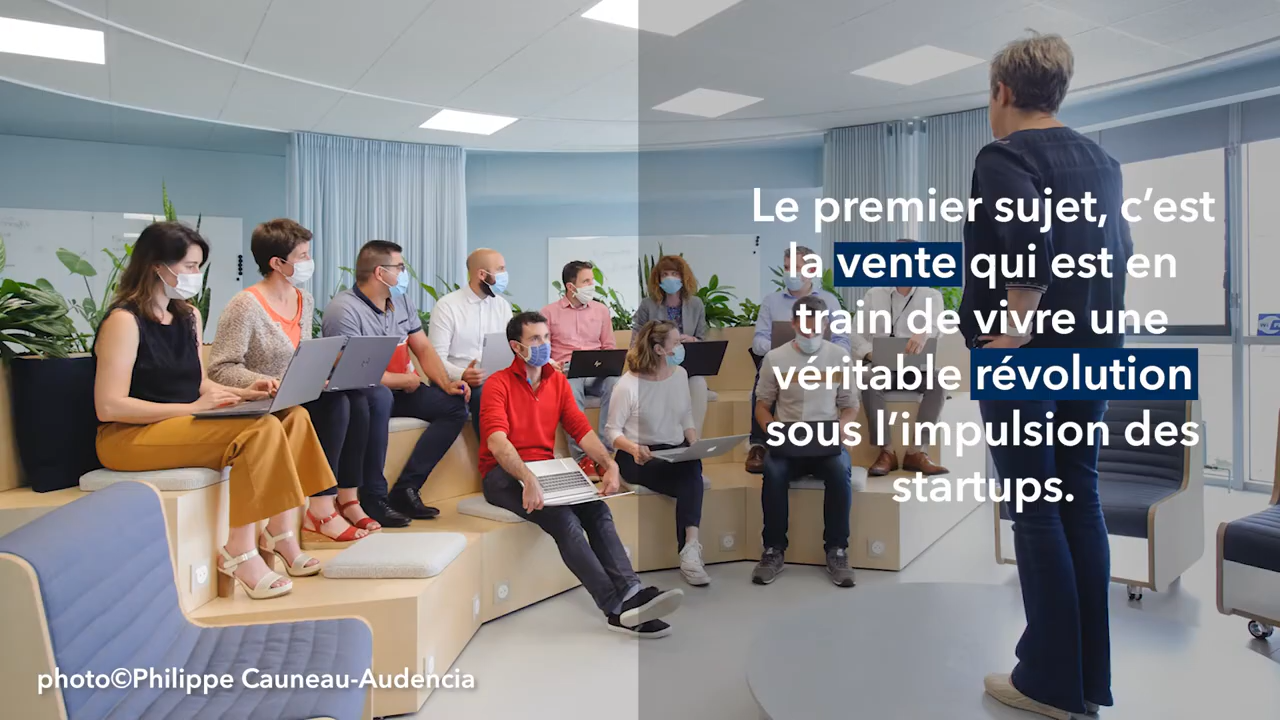 Le premier sujet, c’est
la vente qui est en
train de vivre une
véritable révolution
sous l’impulsion des
startups.
photo©Philippe Cauneau-Audencia